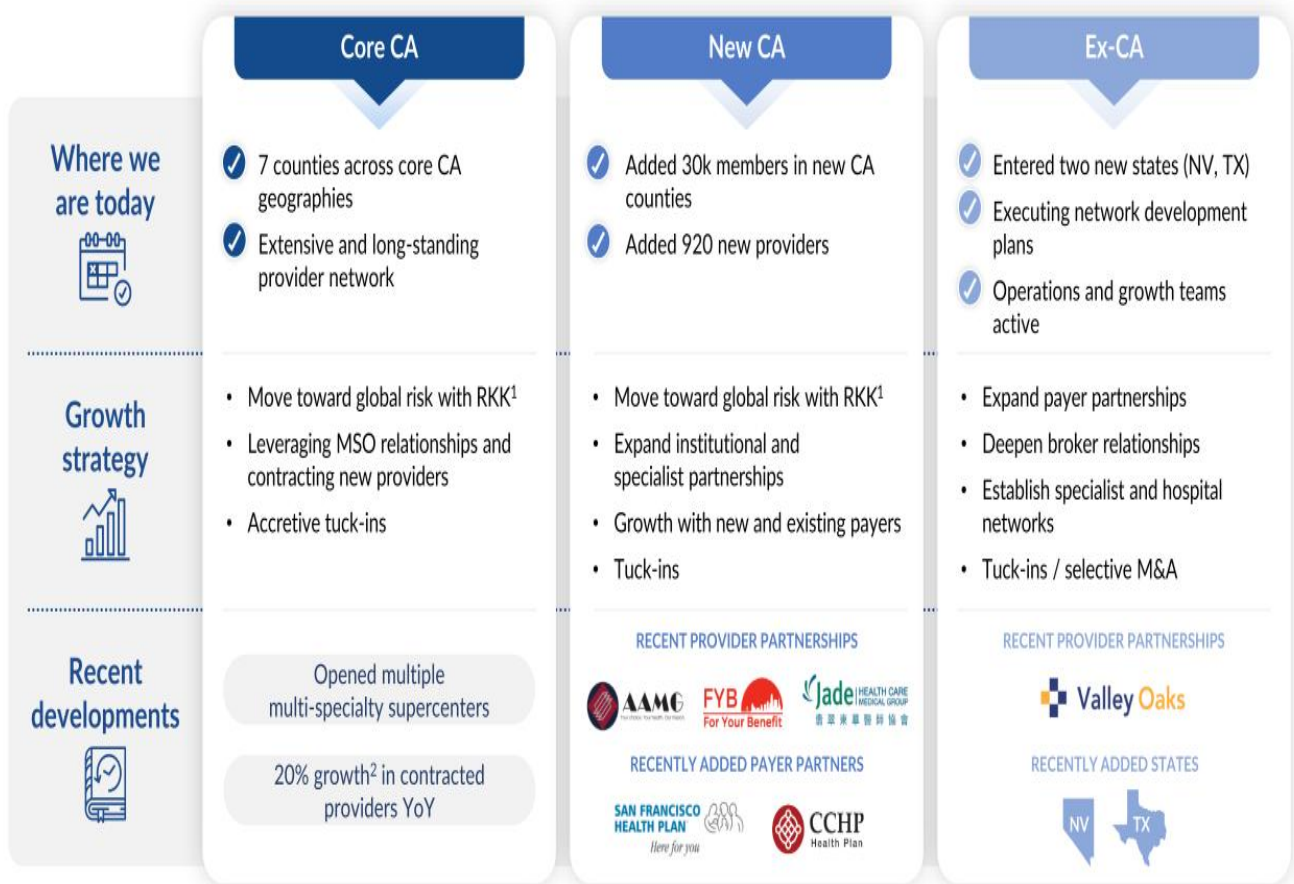 Core CA
New CA
Ex-CA
Where we
are today
7 counties across core CA
geographies
Extensive and long-standing
provider network
Added 30k members in new CA
counties
Added 920 new providers
Entered two new states (NV, TX)
Executing network development
plans
Operations and growth teams
active
Growth
strategy
• Move toward global risk with RKK¹
• Leveraging MSO relationships and
contracting new providers
• Accretive tuck-ins
• Move toward global risk with RKK¹
• Expand institutional and
specialist partnerships
• Growth with new and existing payers
• Tuck-ins
• Expand payer partnerships
• Deepen broker relationships
• Establish specialist and hospital
networks
• Tuck-ins / selective M&A
Recent
developments
Opened multiple
multi-specialty supercenters
20% growth² in contracted
providers YoY
RECENT PROVIDER PARTNERSHIPS
AAMG
FYB
For Your Benefit
Jade HEALTH CARE
MEDICAL GROUP
RECENTLY ADDED PAYER PARTNERS
SAN FRANCISCO
HEALTH PLAN
Here for you
CCHP
Health Plan
RECENT PROVIDER PARTNERSHIPS
Valley Oaks
RECENTLY ADDED STATES
NV
TX